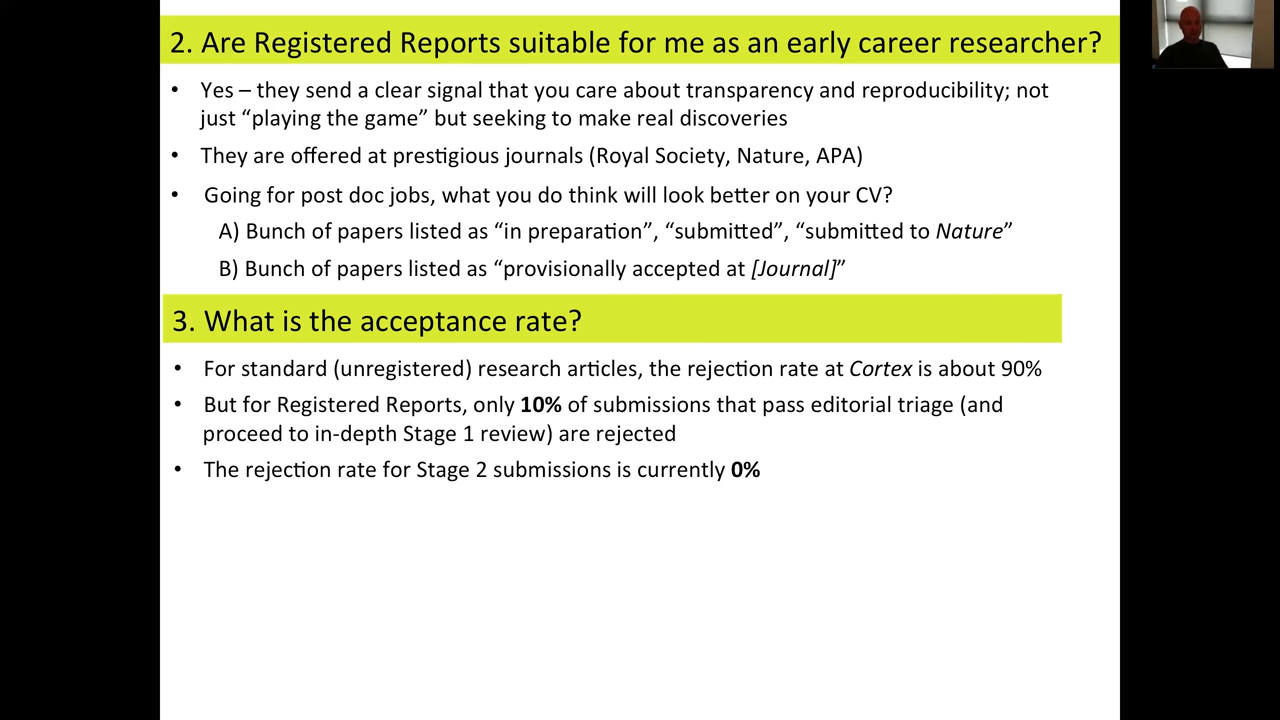 2. Are Registered Reports suitable for me as an early career researcher?
• Yes – they send a clear signal that you care about transparency and reproducibility; not
just “playing the game” but seeking to make real discoveries
• They are offered at prestigious journals (Royal Society, Nature, APA)
• Going for post doc jobs, what you do think will look better on your CV?
A) Bunch of papers listed as “in preparation”, “submitted”, “submitted to Nature”
B) Bunch of papers listed as “provisionally accepted at [Journal]”
3. What is the acceptance rate?
• For standard (unregistered) research articles, the rejection rate at Cortex is about 90%
• But for Registered Reports, only 10% of submissions that pass editorial triage (and
proceed to in-depth Stage 1 review) are rejected
• The rejection rate for Stage 2 submissions is currently 0%